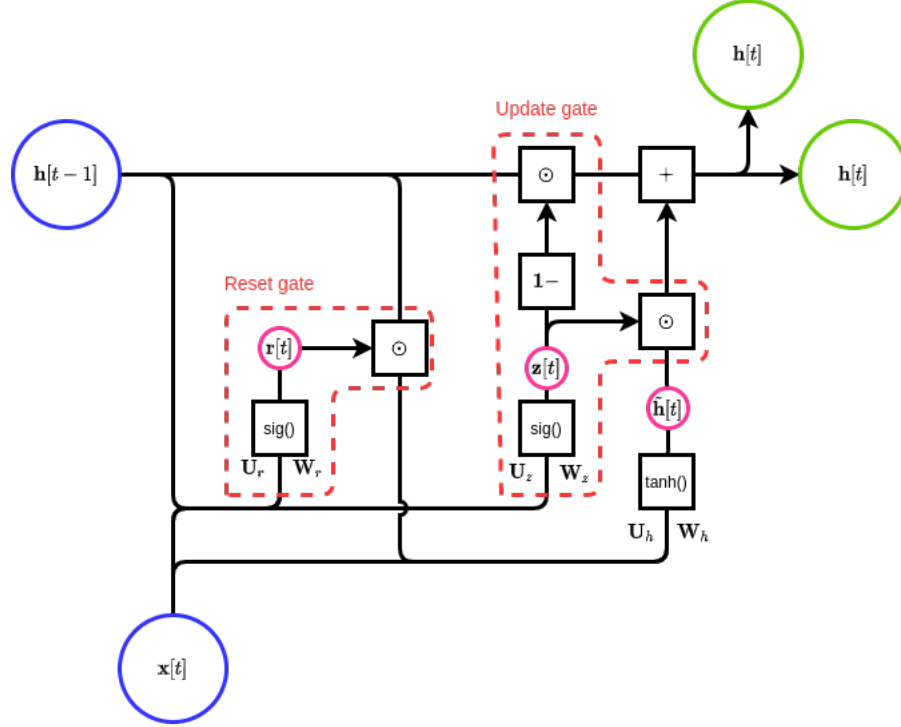 h[t]
Update gate
h[t − 1]
⊙
+
h[t]
1−
Reset gate
r[t]
⊙
⊙
z[t]
h̃[t]
sig()
sig()
U_r
W_r
U_z
W_z
tanh()
U_h
W_h
x[t]